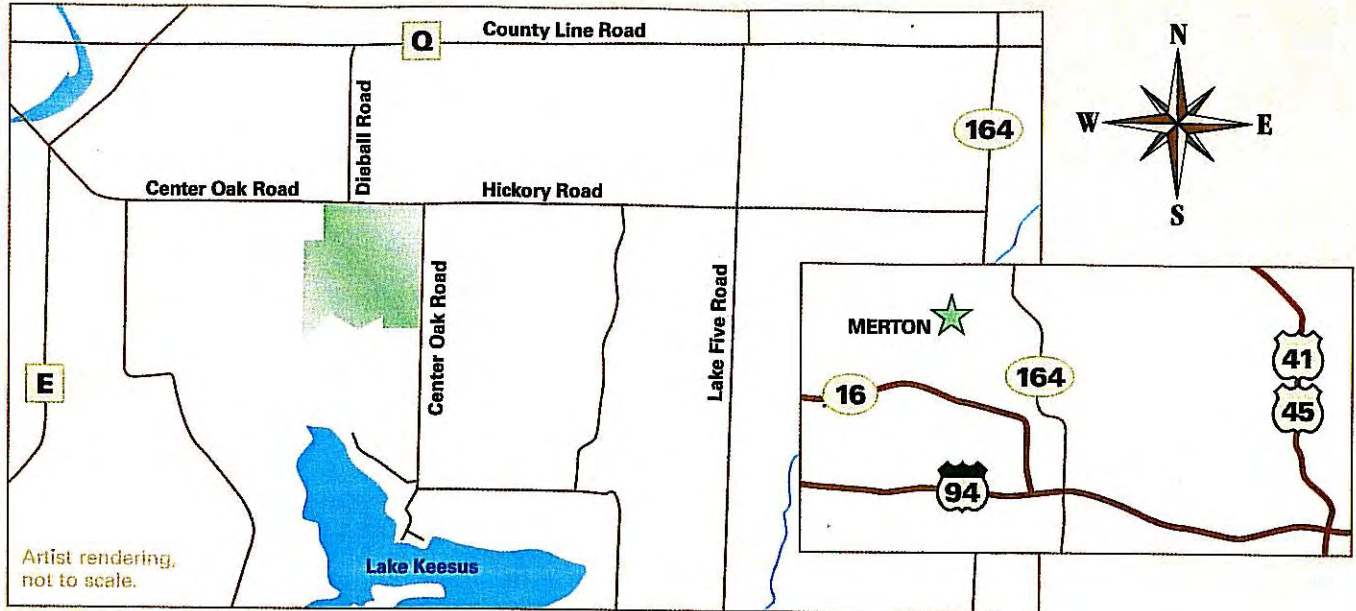 County Line Road
Q
Dieball Road
164
Center Oak Road
Hickory Road
Center Oak Road
Lake Five Road
E
Lake Keesus
Artist rendering,
not to scale.
N
W
E
S
MERTON
16
164
41
45
94